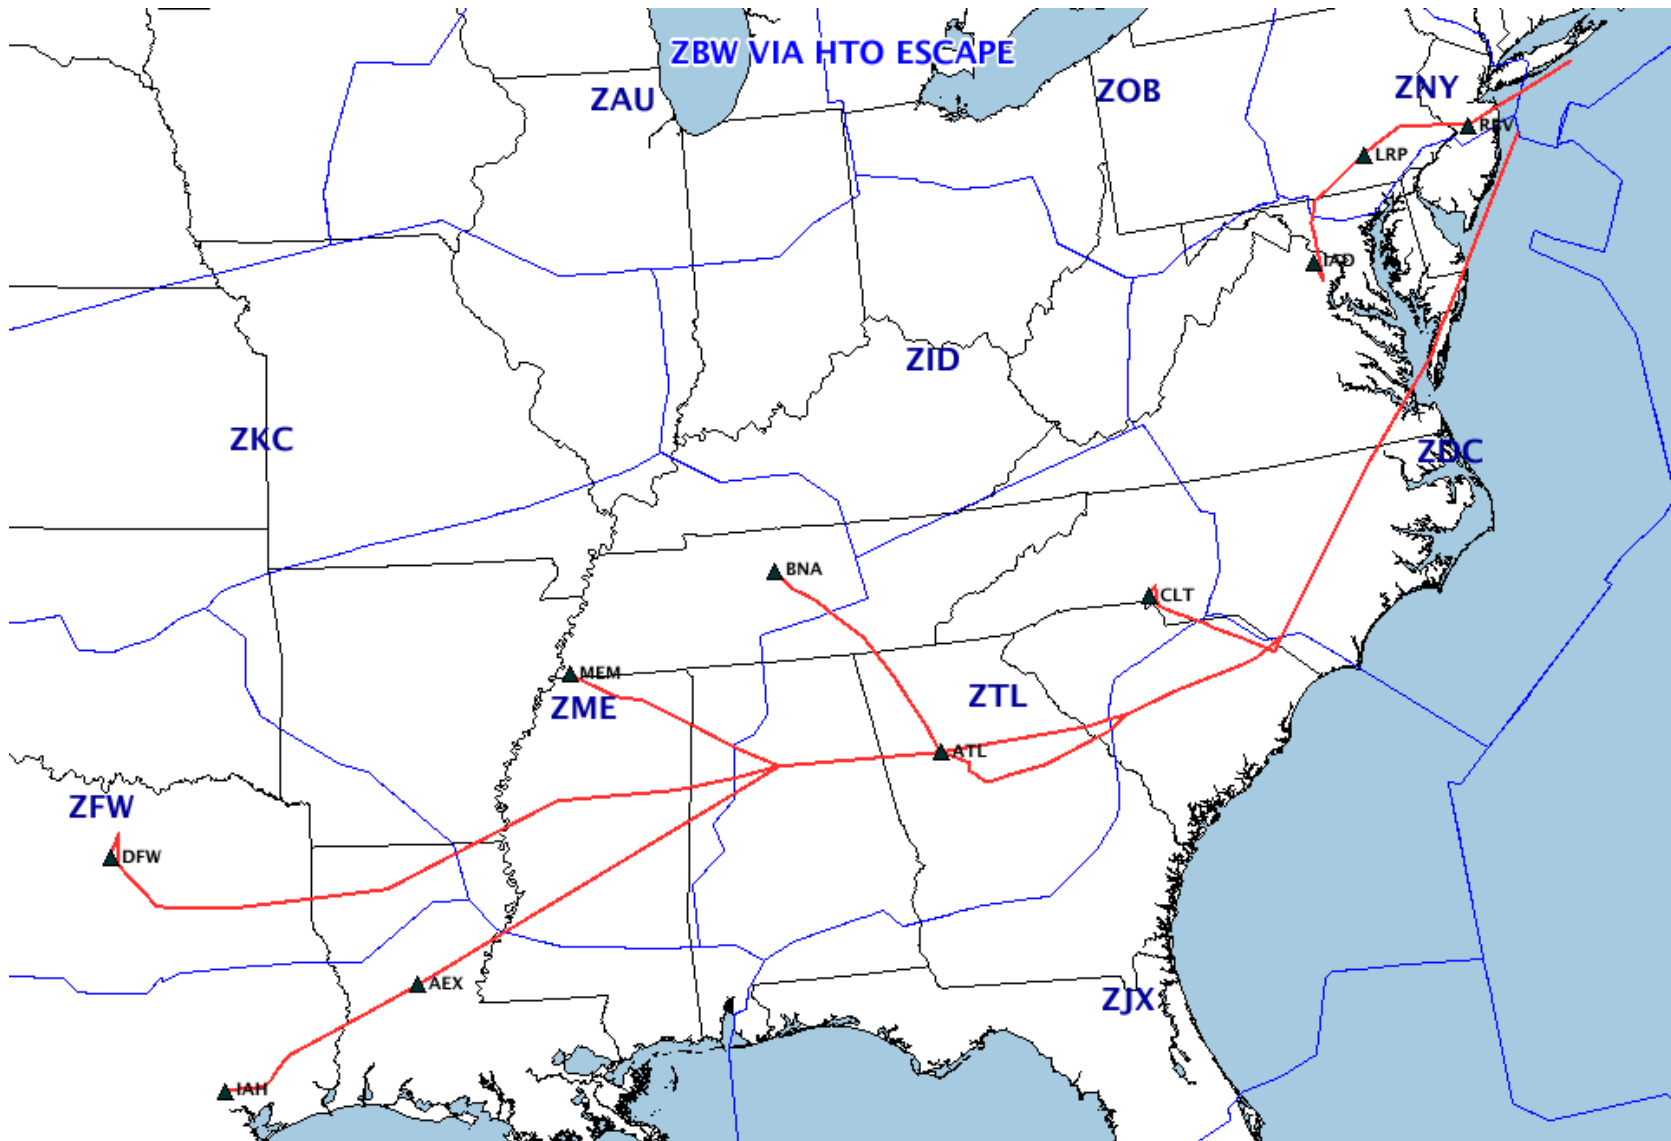 ZBW VIA HTO ESCAPE
ZAU
ZOB
ZNY
RBV
LRP
IAD
ZID
ZKC
ZDC
BNA
CLT
MEM
ZME
ZTL
ATL
ZFW
DFW
AEX
ZJX
IAH